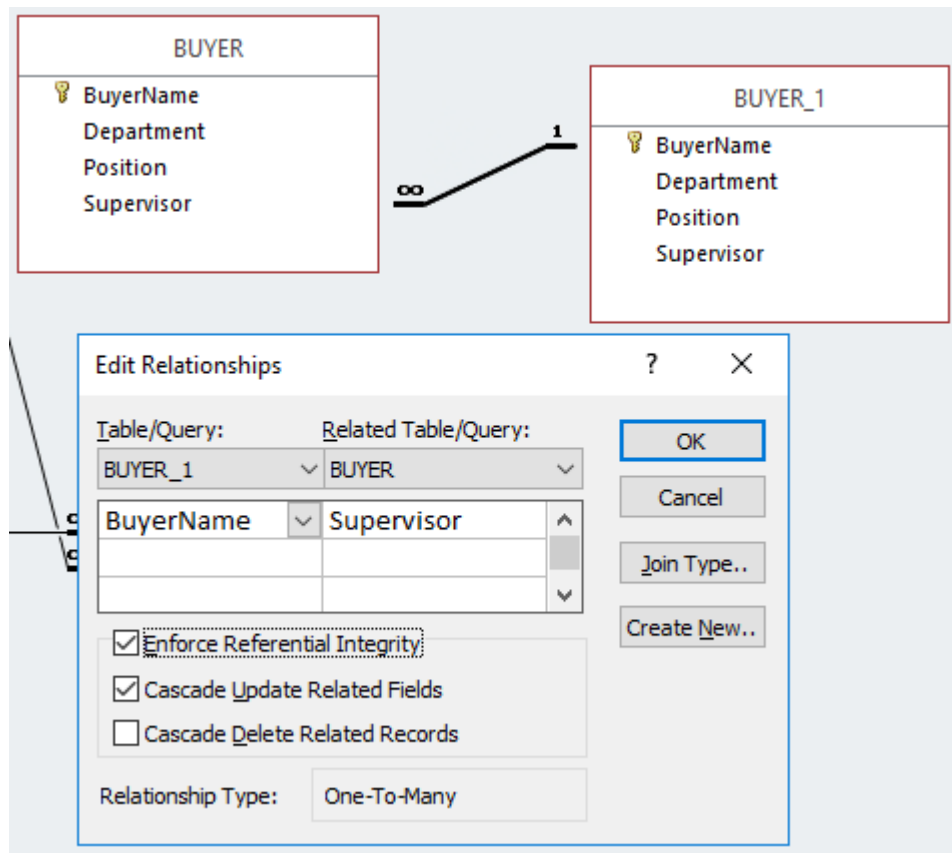 BUYER
BuyerName
Department
Position
Supervisor
∞
1
BUYER_1
BuyerName
Department
Position
Supervisor
Edit Relationships
? X
Table/Query: Related Table/Query:
BUYER_1 BUYER
BuyerName Supervisor
OK
Cancel
Join Type..
Create New..
Enforce Referential Integrity
Cascade Update Related Fields
Cascade Delete Related Records
Relationship Type: One-To-Many